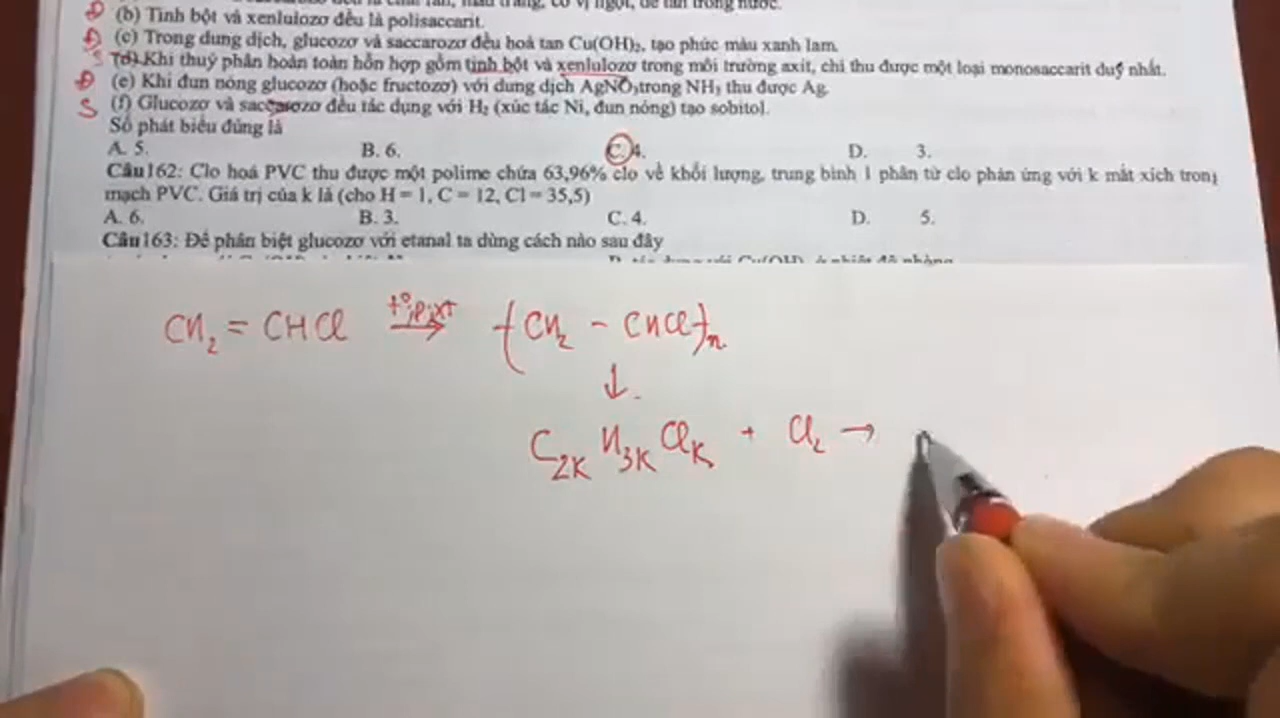 (b) Tinh bột và xenlulozơ đều là polisaccarit.
(c) Trong dung dịch, glucozơ và saccarozơ đều hoà tan Cu(OH)₂, tạo phức màu xanh lam.
Khi thuỷ phân hoàn toàn hỗn hợp gồm tinh bột và xenlulozơ trong môi trường axit, chỉ thu được một loại monosaccarit duy nhất.
Đ (e) Khi đun nóng glucozơ (hoặc fructozơ) với dung dịch AgNO₃trong NH₃ thu được Ag.
S (f) Glucozơ và saccarozơ đều tác dụng với H₂ (xúc tác Ni, đun nóng) tạo sobitol.
Số phát biểu đúng là
A. 5. B. 6. C. 4. D. 3.
Câu162: Clo hoá PVC thu được một polime chứa 63,96% clo về khối lượng, trung bình 1 phân tử clo phản ứng với k mắt xích trong
mạch PVC. Giá trị của k là (cho H = 1, C = 12, Cl = 35,5)
A. 6. B. 3. C. 4. D. 5.
Câu163: Để phân biệt glucozơ với etanal ta dùng cách nào sau đây
CH₂ = CHCl t°,p,xt → (CH₂ - CHCl)n
↓
C₂ₖ H₃ₖ Clₖ + Cl₂ →